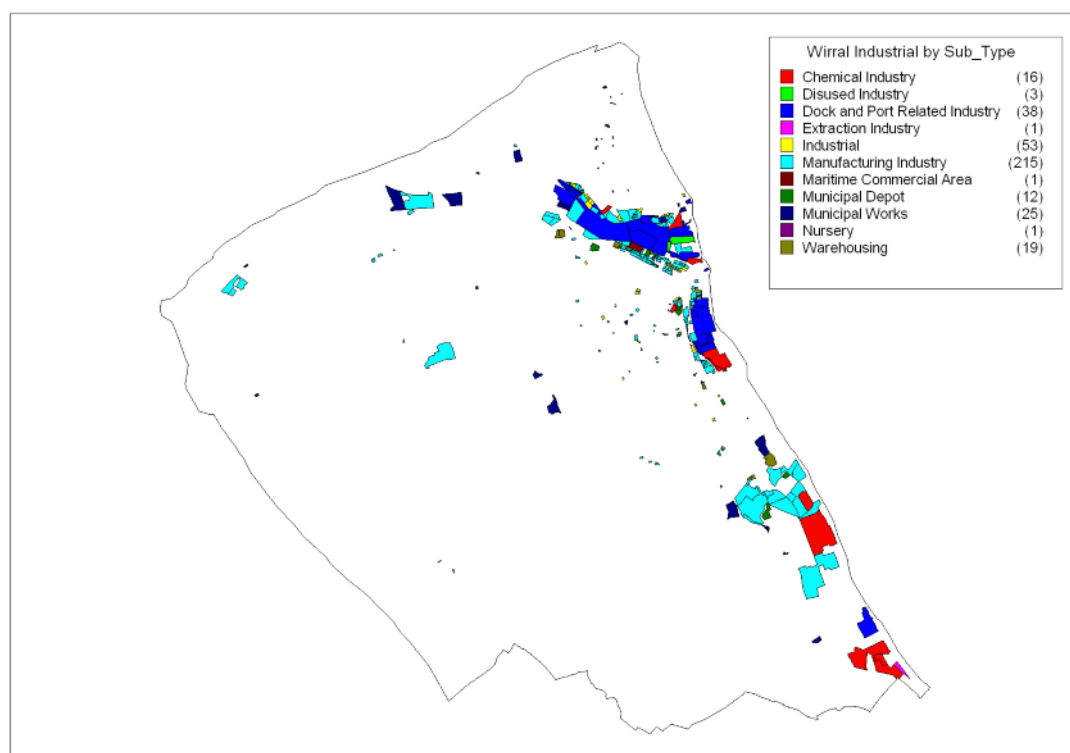 Wirral Industrial by Sub_Type
Chemical Industry (16)
Disused Industry (3)
Dock and Port Related Industry (38)
Extraction Industry (1)
Industrial (53)
Manufacturing Industry (215)
Maritime Commercial Area (1)
Municipal Depot (12)
Municipal Works (25)
Nursery (1)
Warehousing (19)